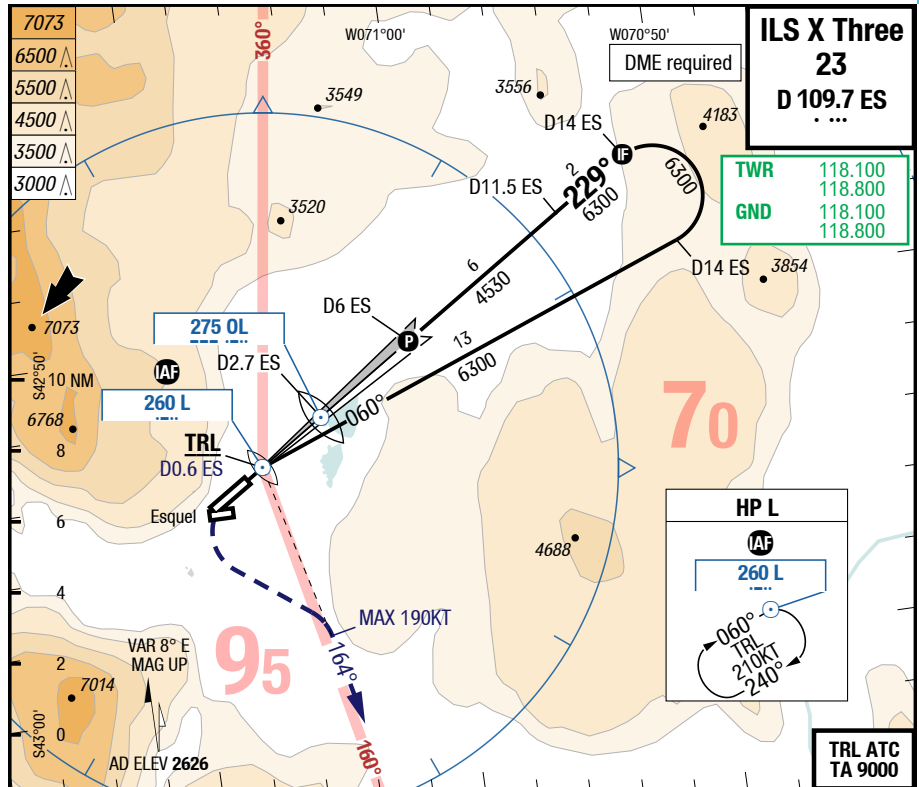 7073
6500
5500
4500
3500
3000
360°
W071°00'
W070°50'
DME required
ILS X Three
23
D 109.7 ES
TWR 118.100
118.800
GND 118.100
118.800
3549
3556
4183
D14 ES
IF
2
229°
6300
6300
D11.5 ES
3520
D14 ES
3854
6
4530
D6 ES
P
13
6300
7073
275 OL
D2.7 ES
060°
S42°50'
10 NM
IAF
260 L
6768
8
TRL
D0.6 ES
70
Esquel
6
HP L
IAF
260 L
060°
TRL
210KT
240°
4688
4
MAX 190KT
164°
95
VAR 8° E
MAG UP
2
7014
S43°00'
0
AD ELEV 2626
160°
TRL ATC
TA 9000